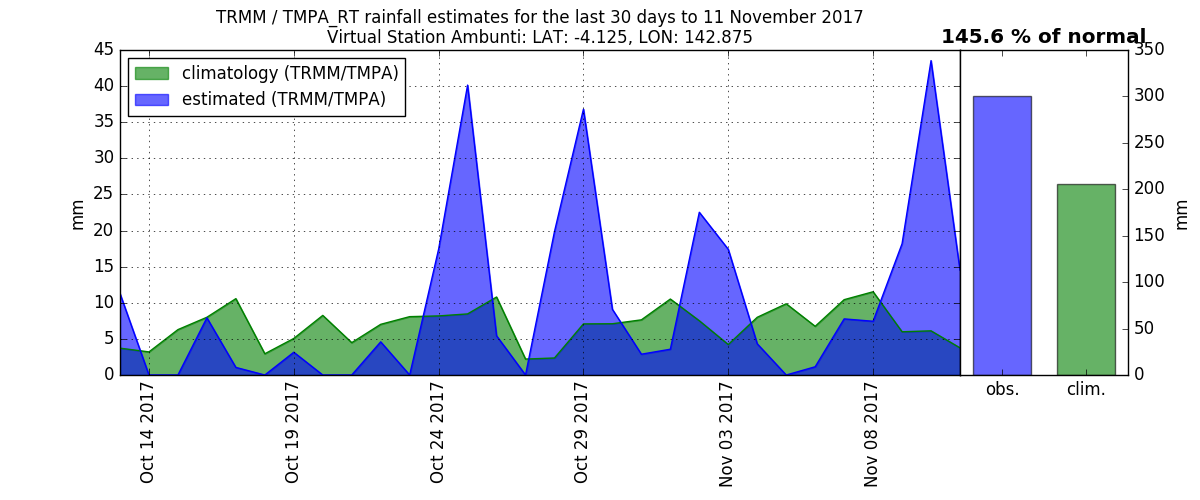 TRMM / TMPA_RT rainfall estimates for the last 30 days to 11 November 2017
Virtual Station Ambunti: LAT: -4.125, LON: 142.875
145.6 % of normal
climatology (TRMM/TMPA)
estimated (TRMM/TMPA)
mm
45
40
35
30
25
20
15
10
5
0
Oct 14 2017
Oct 19 2017
Oct 24 2017
Oct 29 2017
Nov 03 2017
Nov 08 2017
obs.
clim.
350
300
250
200
150
100
50
0
mm